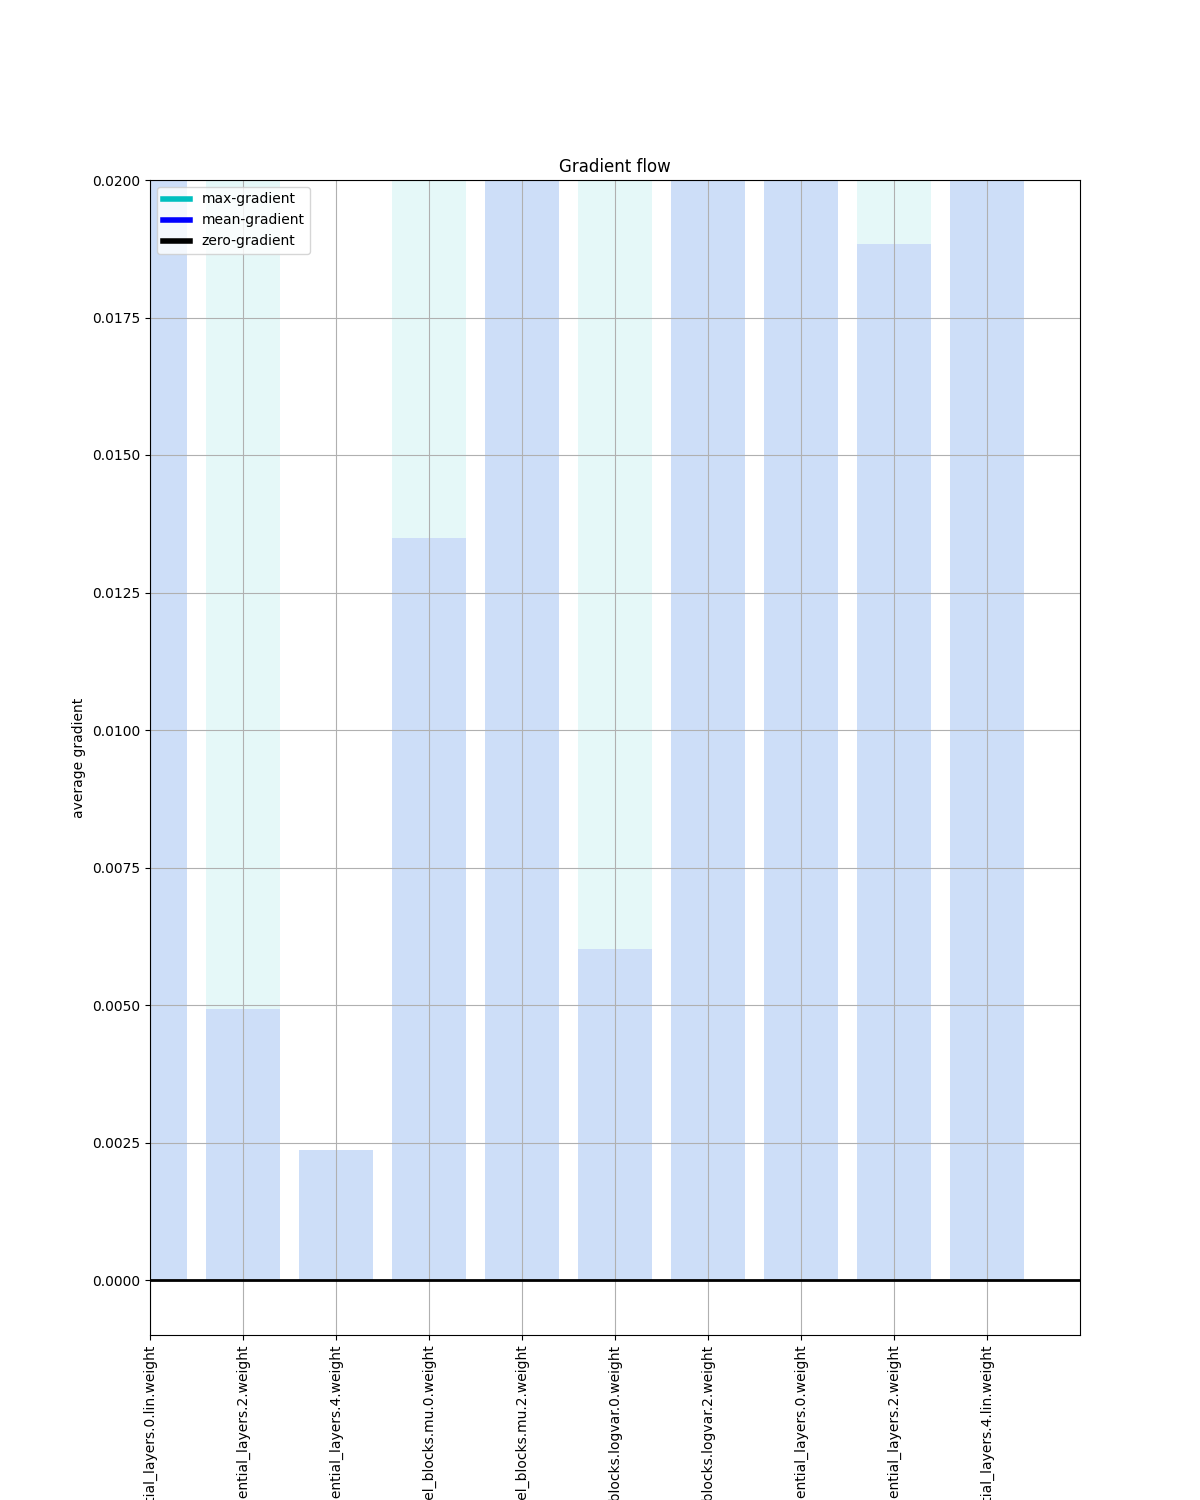 Gradient flow
max-gradient
mean-gradient
zero-gradient
average gradient
0.0200
0.0175
0.0150
0.0125
0.0100
0.0075
0.0050
0.0025
0.0000
tial_layers.0.lin.weight
ential_layers.2.weight
ential_layers.4.weight
el_blocks.mu.0.weight
el_blocks.mu.2.weight
blocks.logvar.0.weight
blocks.logvar.2.weight
ential_layers.0.weight
ential_layers.2.weight
tial_layers.4.lin.weight